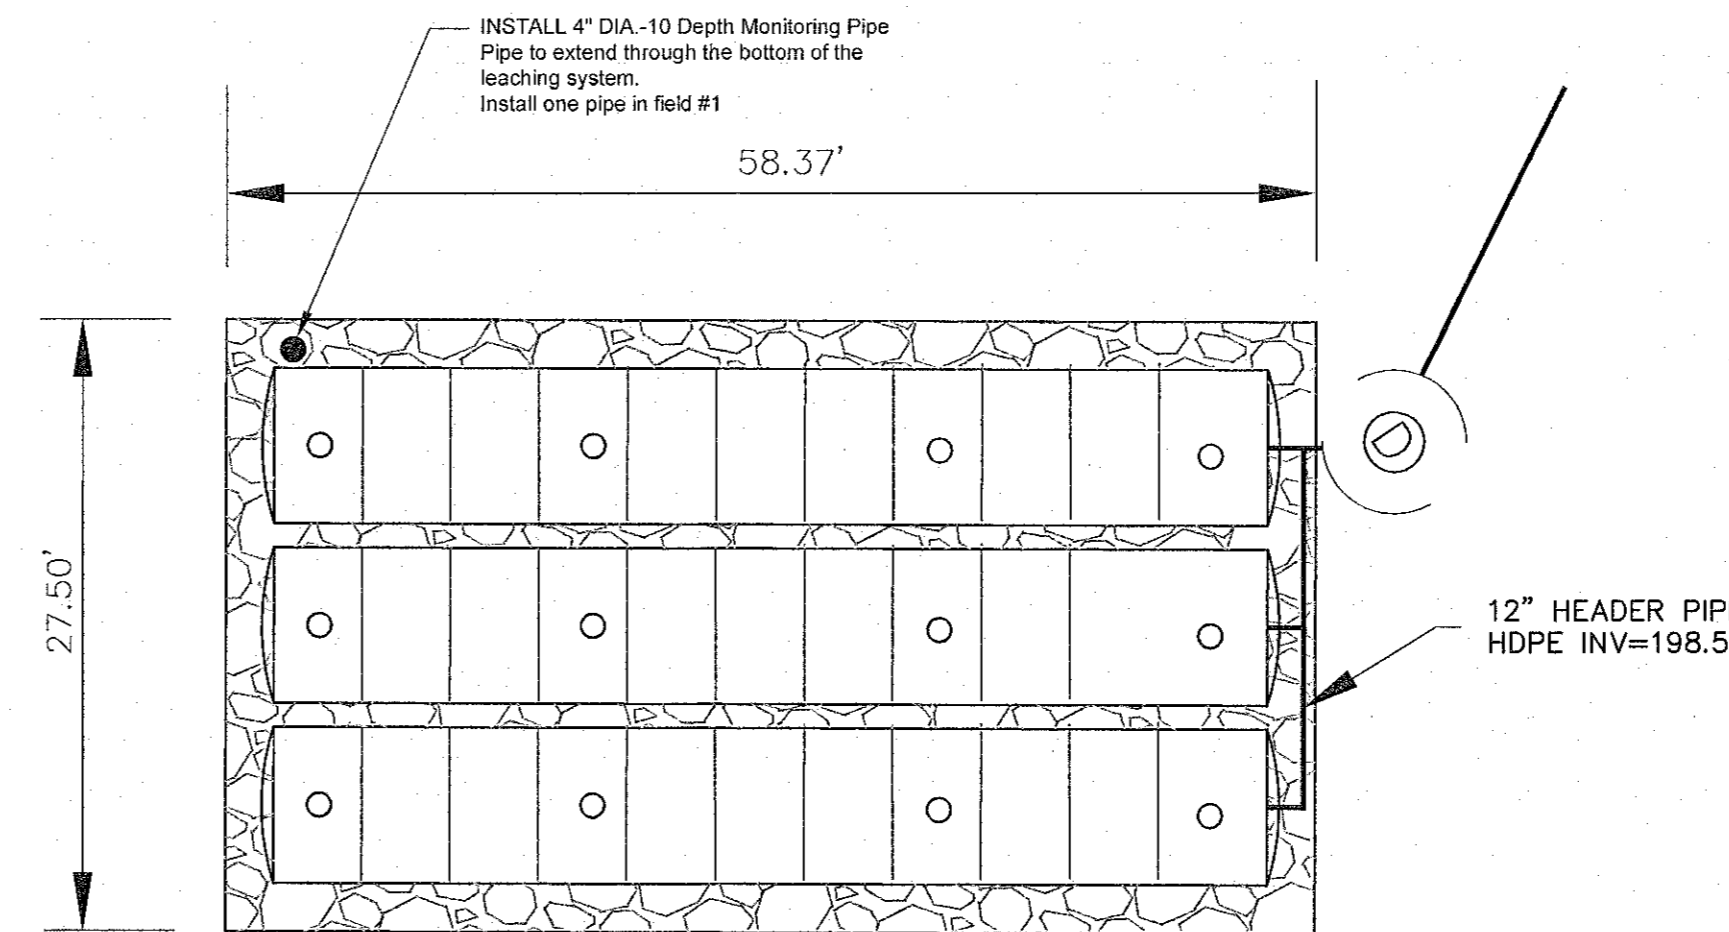 INSTALL 4" DIA.-10 Depth Monitoring Pipe
Pipe to extend through the bottom of the
leaching system.
Install one pipe in field #1
58.37'
27.50'
D
12" HEADER PIP
HDPE INV=198.5